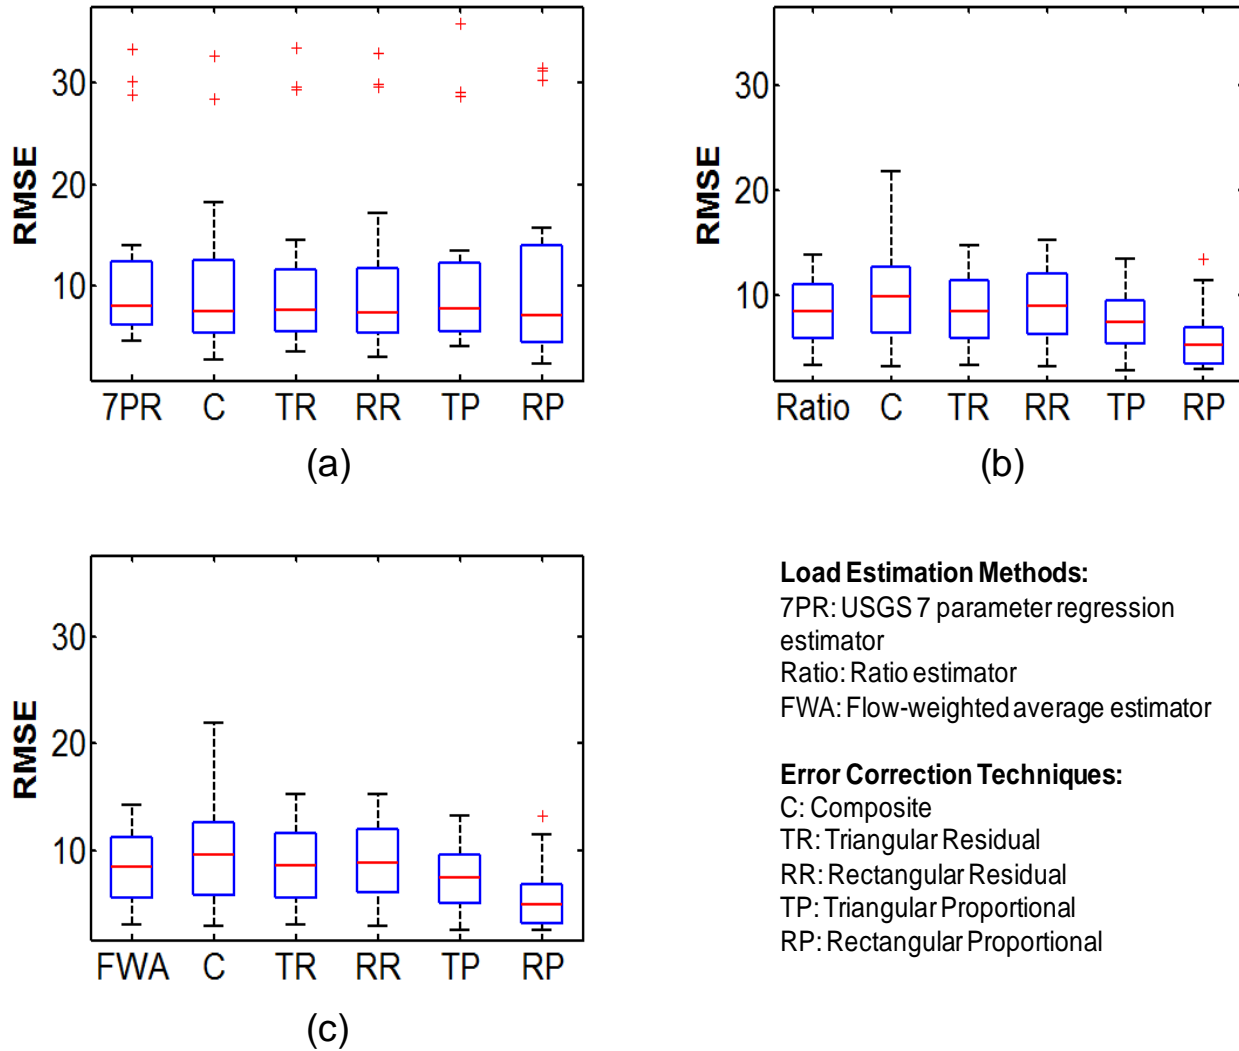 RMSE
30
20
10
7PR C TR RR TP RP
(a)
RMSE
30
20
10
Ratio C TR RR TP RP
(b)
RMSE
30
20
10
FWA C TR RR TP RP
(c)
Load Estimation Methods:
7PR: USGS 7 parameter regression
estimator
Ratio: Ratio estimator
FWA: Flow-weighted average estimator
Error Correction Techniques:
C: Composite
TR: Triangular Residual
RR: Rectangular Residual
TP: Triangular Proportional
RP: Rectangular Proportional